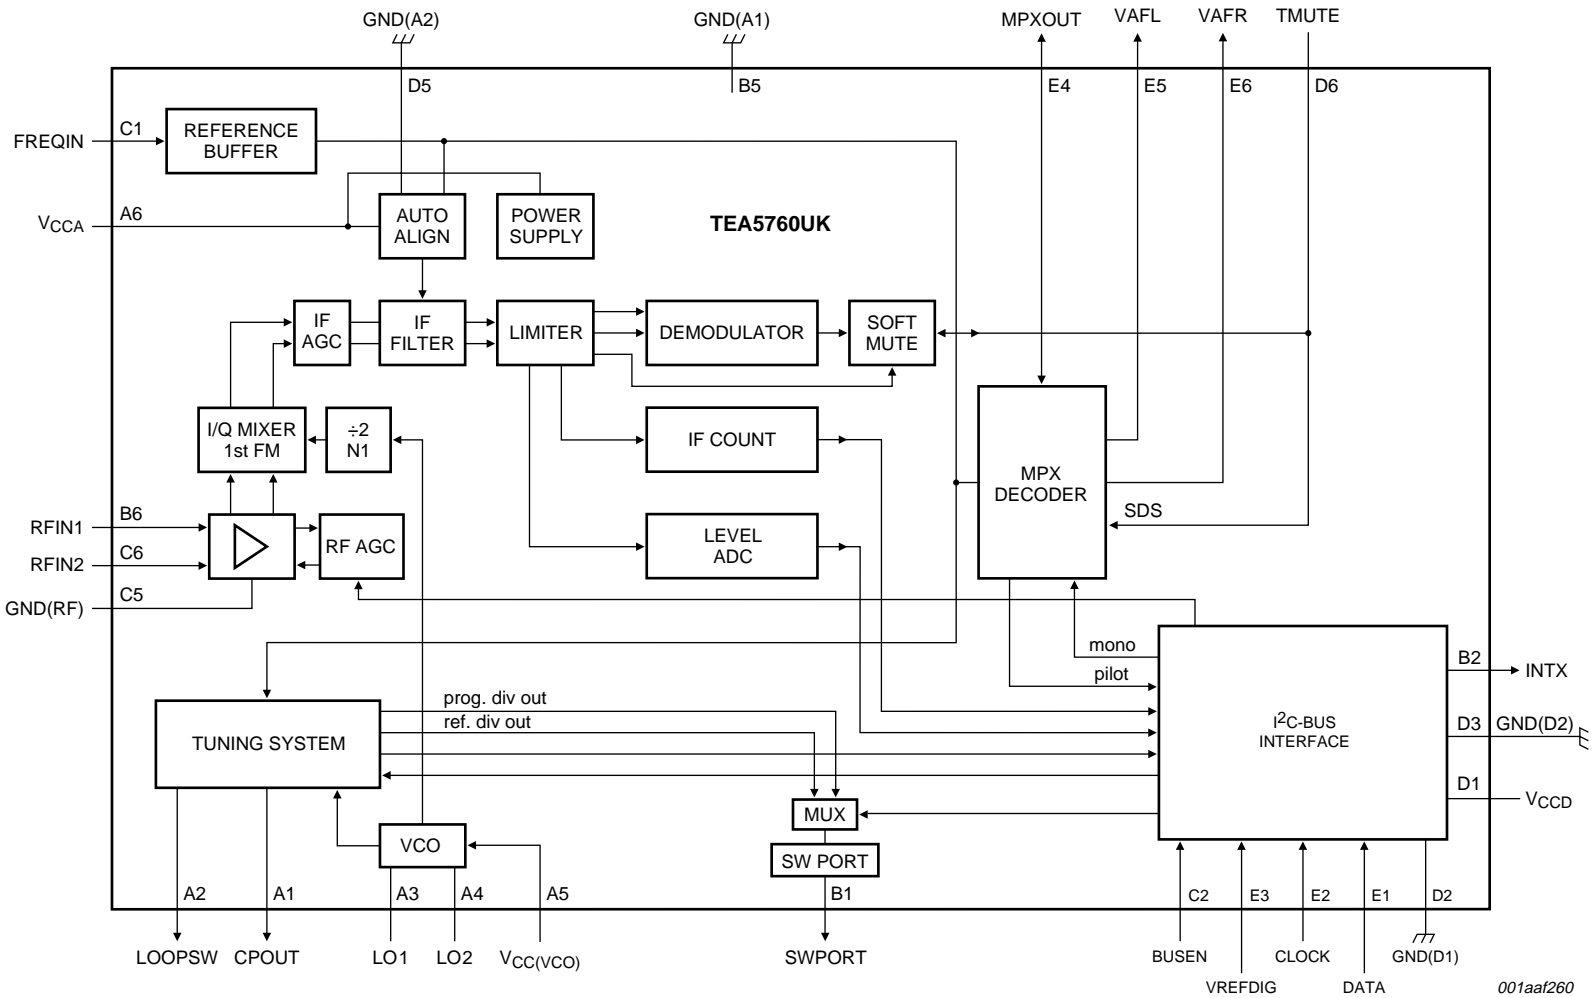 GND(A2)
GND(A1)
MPXOUT
VAFL
VAFR
TMUTE
D5
B5
E4
E5
E6
D6
FREQIN
C1
REFERENCE
BUFFER
VCCA
A6
AUTO
ALIGN
POWER
SUPPLY
TEA5760UK
IF
AGC
IF
FILTER
LIMITER
DEMODULATOR
SOFT
MUTE
I/Q MIXER
1st FM
÷2
N1
IF COUNT
MPX
DECODER
SDS
RFIN1
B6
RFIN2
C6
GND(RF)
C5
RF AGC
LEVEL
ADC
mono
pilot
B2
INTX
I2C-BUS
INTERFACE
D3
GND(D2)
D1
VCCD
TUNING SYSTEM
prog. div out
ref. div out
MUX
VCO
SW PORT
A2
A1
A3
A4
A5
B1
C2
E3
E2
E1
D2
LOOPSW
CPOUT
LO1
LO2
VCC(VCO)
SWPORT
BUSEN
VREFDIG
CLOCK
DATA
GND(D1)
001aaf260